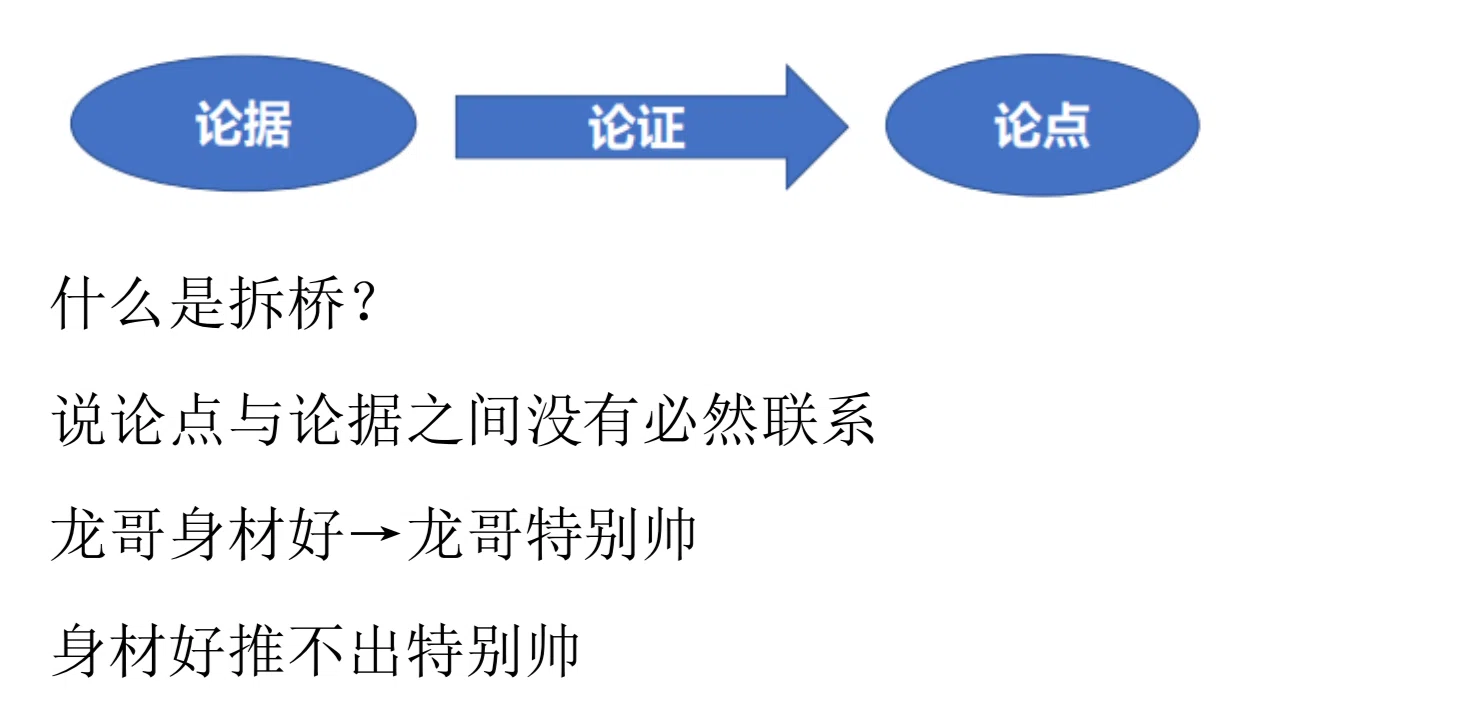 论据 论证 论点
什么是拆桥？
说论点与论据之间没有必然联系
龙哥身材好→龙哥特别帅
身材好推不出特别帅